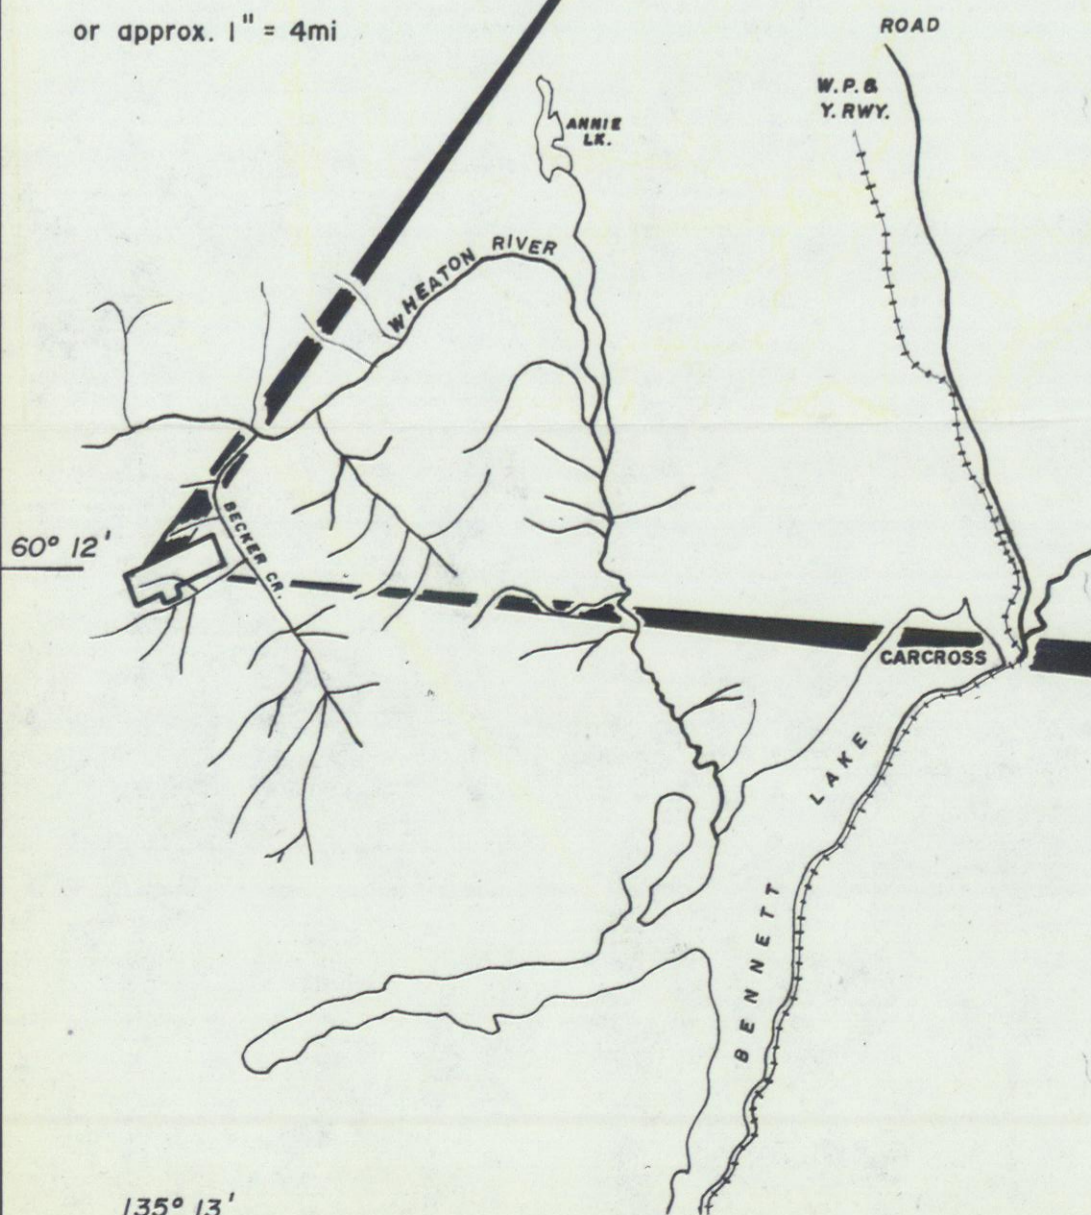 or approx. 1" = 4mi
ROAD
W.P. &
Y. RWY.
ANNIE
LK.
WHEATON RIVER
BECKER CR.
60° 12'
CARCROSS
BENNETT LAKE
135° 13'